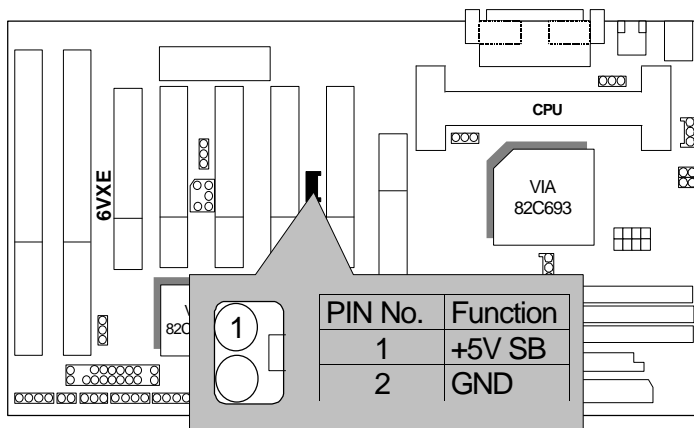 CPU
6VXE
VIA
82C693
1
PIN No. Function
1 +5V SB
2 GND